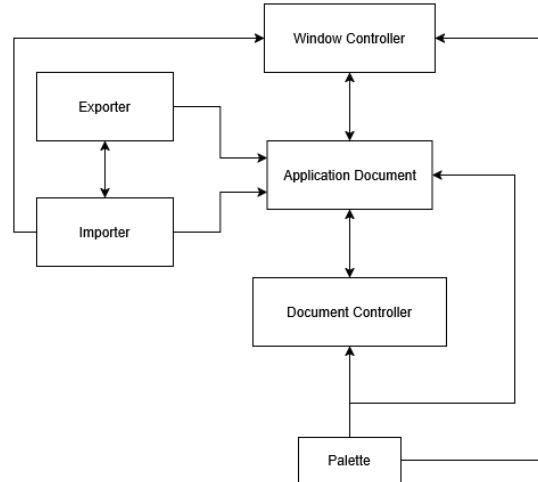 Window Controller
Exporter
Application Document
Importer
Document Controller
Palette